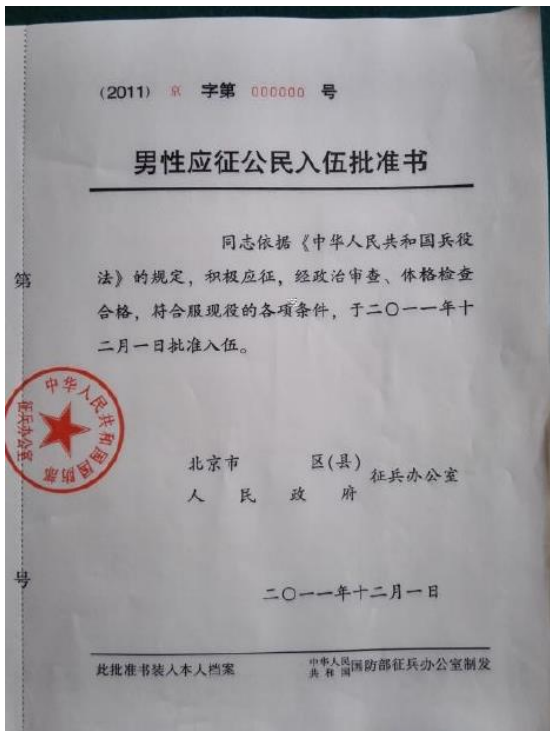 (2011) 京 字第 000000 号
男性应征公民入伍批准书
同志依据《中华人民共和国兵役
法》的规定，积极应征，经政治审查、体格检查
合格，符合服现役的各项条件，于二〇一一年十
二月一日批准入伍。
第
中华人民共和国国防部
征兵办公室
北京市 区(县) 征兵办公室
人民政府
号
二〇一一年十二月一日
此批准书装入本人档案
中华人民共和国国防部征兵办公室制发